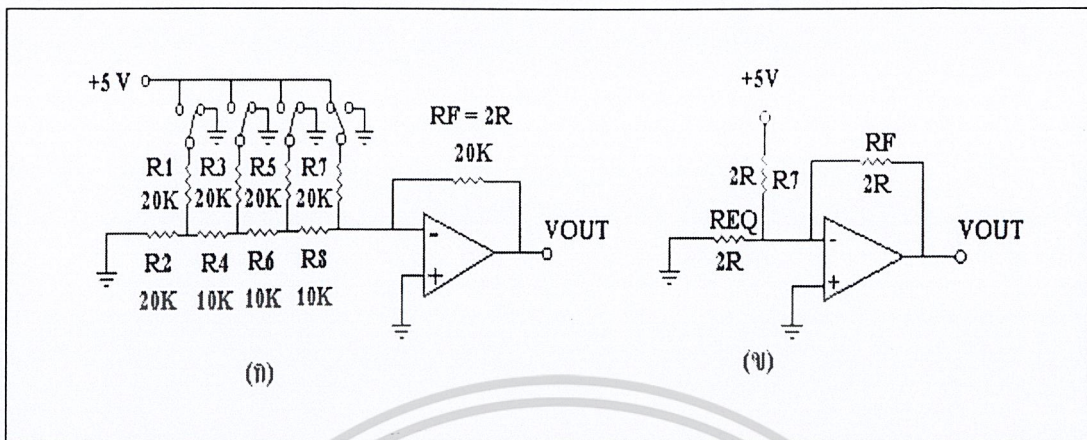 +5 V
RF = 2R
20K
R1 R3 R5 R7
20K 20K 20K 20K
-
+
VOUT
R2 R4 R6 R8
20K 10K 10K 10K
(ก)
+5V
2R R7
RF
2R
REQ
2R
-
+
VOUT
(ข)